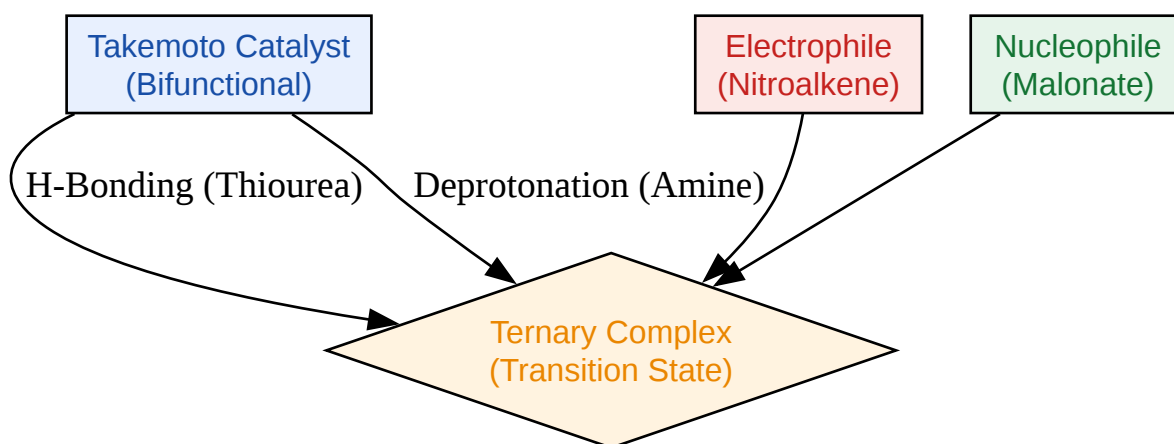 Takemoto Catalyst
(Bifunctional)
Electrophile
(Nitroalkene)
Nucleophile
(Malonate)
H-Bonding (Thiourea)
Deprotonation (Amine)
Ternary Complex
(Transition State)